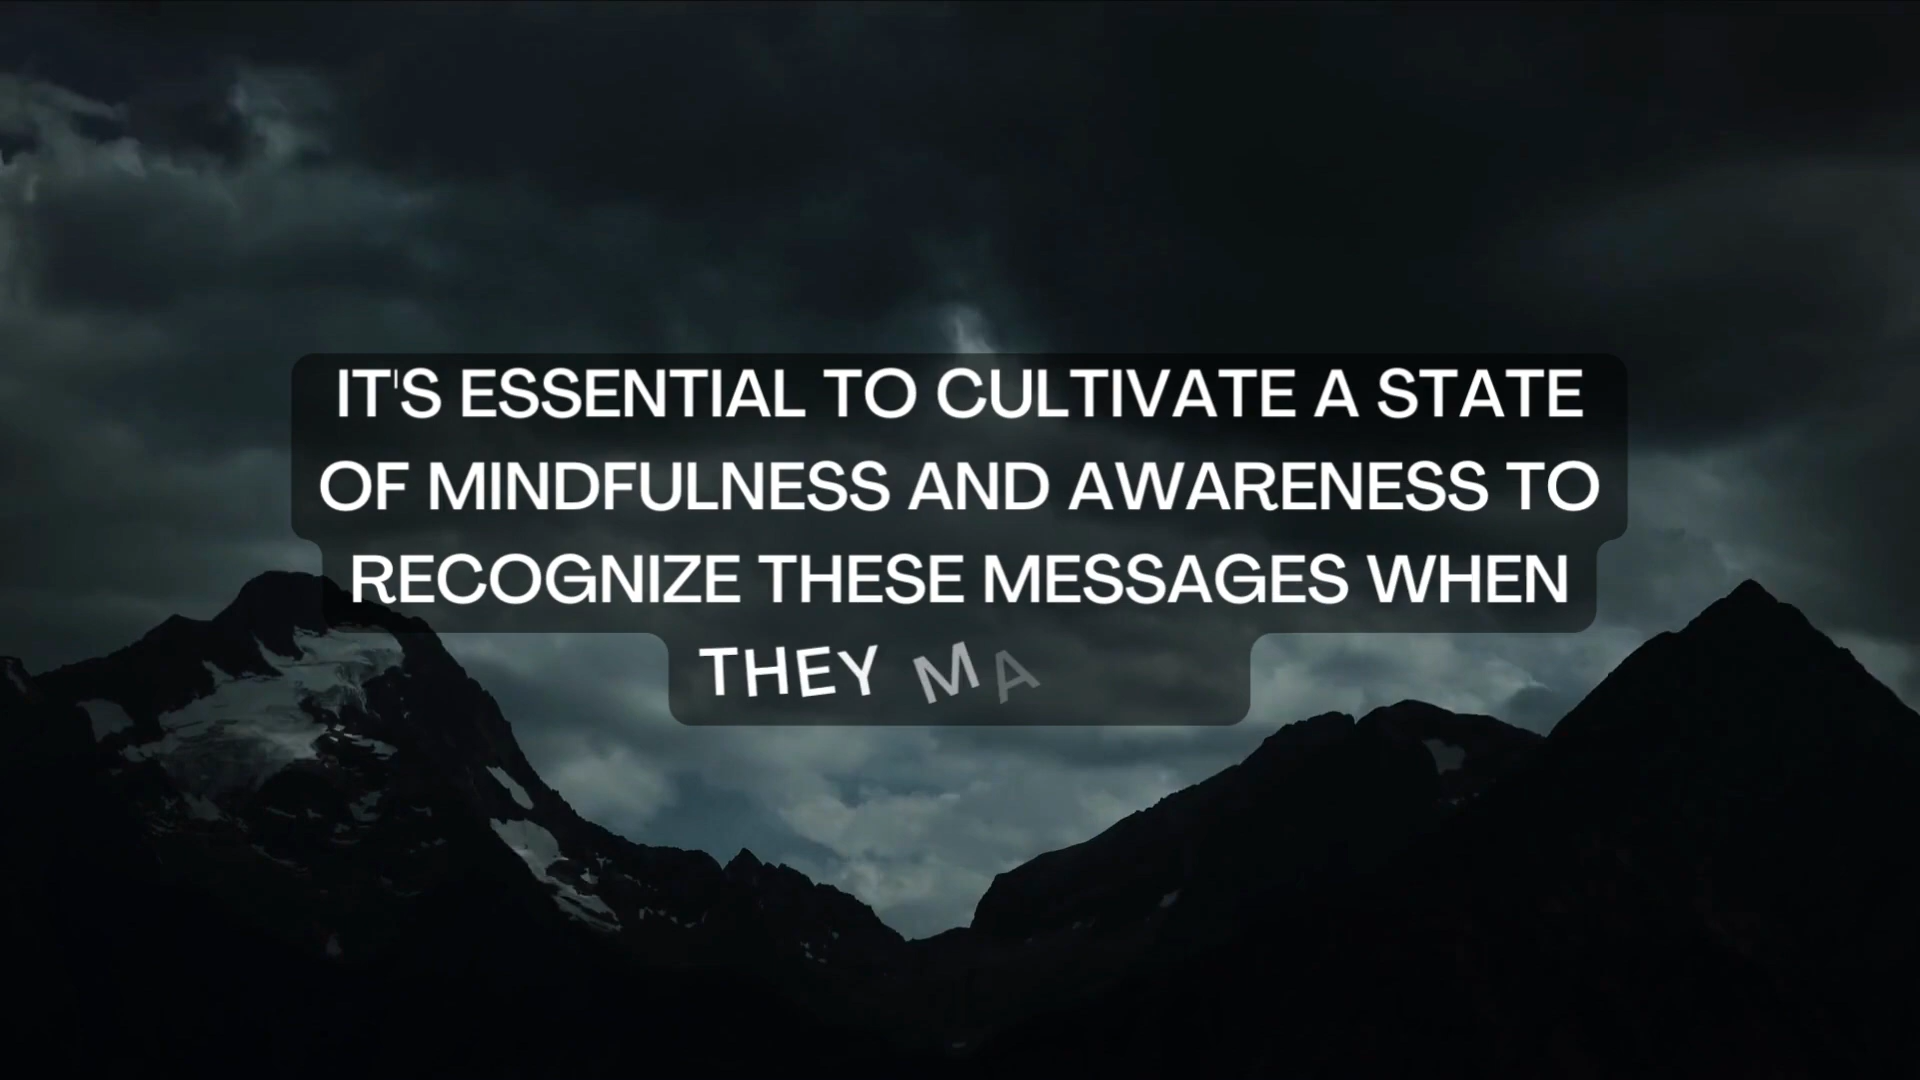 IT'S ESSENTIAL TO CULTIVATE A STATE
OF MINDFULNESS AND AWARENESS TO
RECOGNIZE THESE MESSAGES WHEN
THEY MA